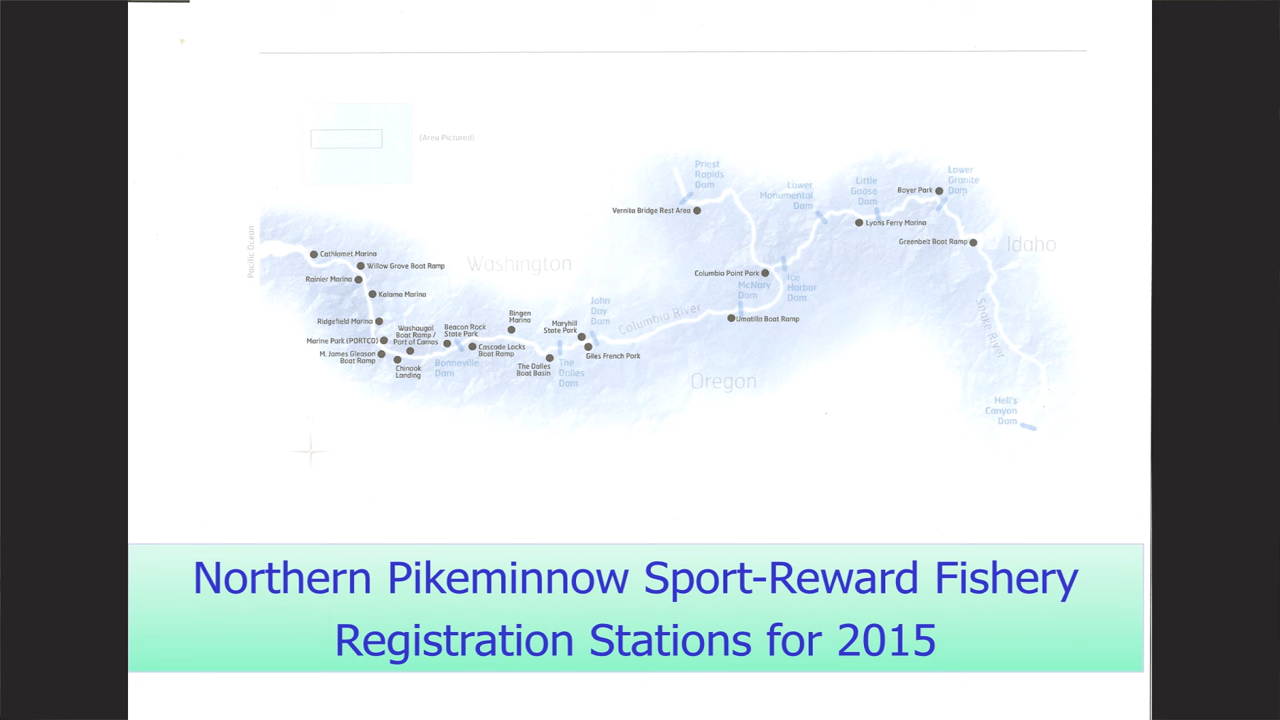 (Area Pictured)
Priest
Rapids
Dam
Lower
Monumental
Dam
Little
Goose
Dam
Lower
Granite
Dam
Boyer Park
Vernita Bridge Rest Area
Lyons Ferry Marina
Greenbelt Boat Ramp
Idaho
Pacific Ocean
Cathlamet Marina
Willow Grove Boat Ramp
Washington
Rainier Marina
Columbia Point Park
McNary
Dam
Ice
Harbor
Dam
Kalama Marina
John
Day
Dam
Columbia River
Snake River
Umatilla Boat Ramp
Ridgefield Marina
Washougal
Boat Ramp /
Port of Camas
Beacon Rock
State Park
Bingen
Marina
Maryhill
State Park
Marine Park (PORTCO)
M. James Gleason
Boat Ramp
Chinook
Landing
Bonneville
Dam
Cascade Locks
Boat Ramp
The Dalles
Boat Basin
The
Dalles
Dam
Giles French Park
Oregon
Hell's
Canyon
Dam
Northern Pikeminnow Sport-Reward Fishery
Registration Stations for 2015